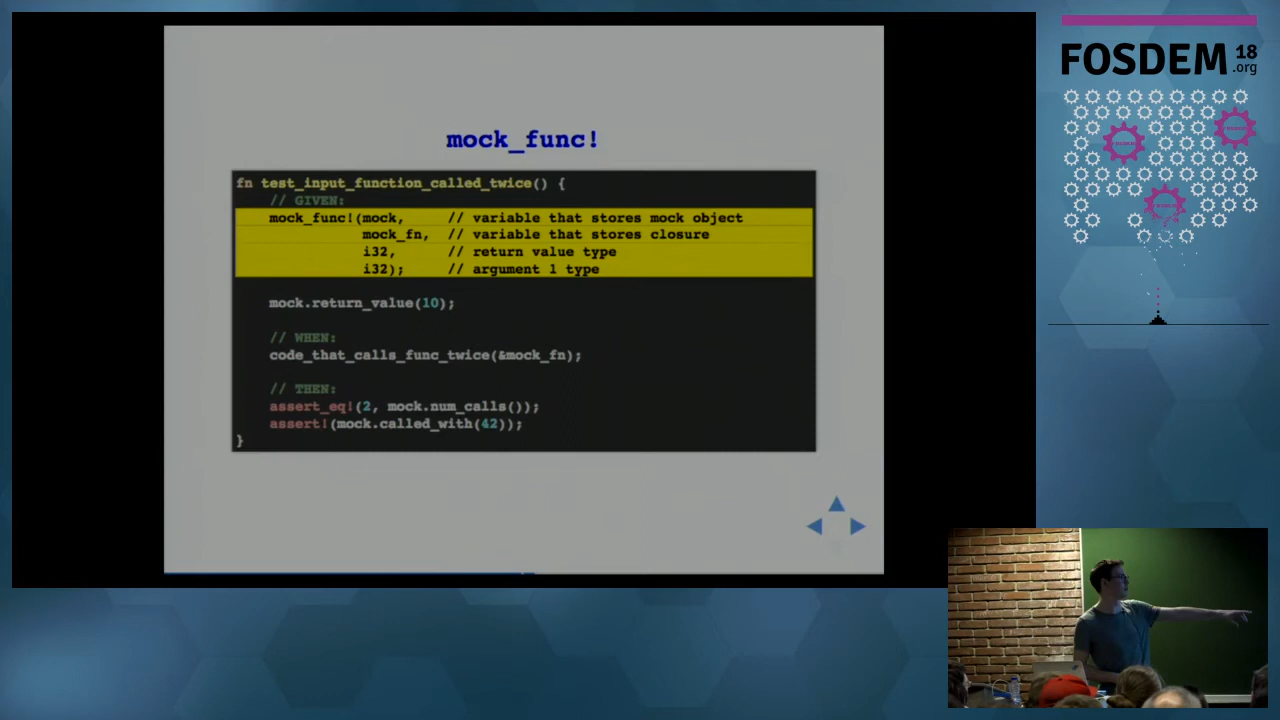 mock_func!
fn test_input_function_called_twice() {
// GIVEN:
mock_func!(mock, // variable that stores mock object
mock_fn, // variable that stores closure
i32, // return value type
i32); // argument 1 type
mock.return_value(10);
// WHEN:
code_that_calls_func_twice(&mock_fn);
// THEN:
assert_eq!(2, mock.num_calls());
assert!(mock.called_with(42));
}
FOSDEM 18
.org